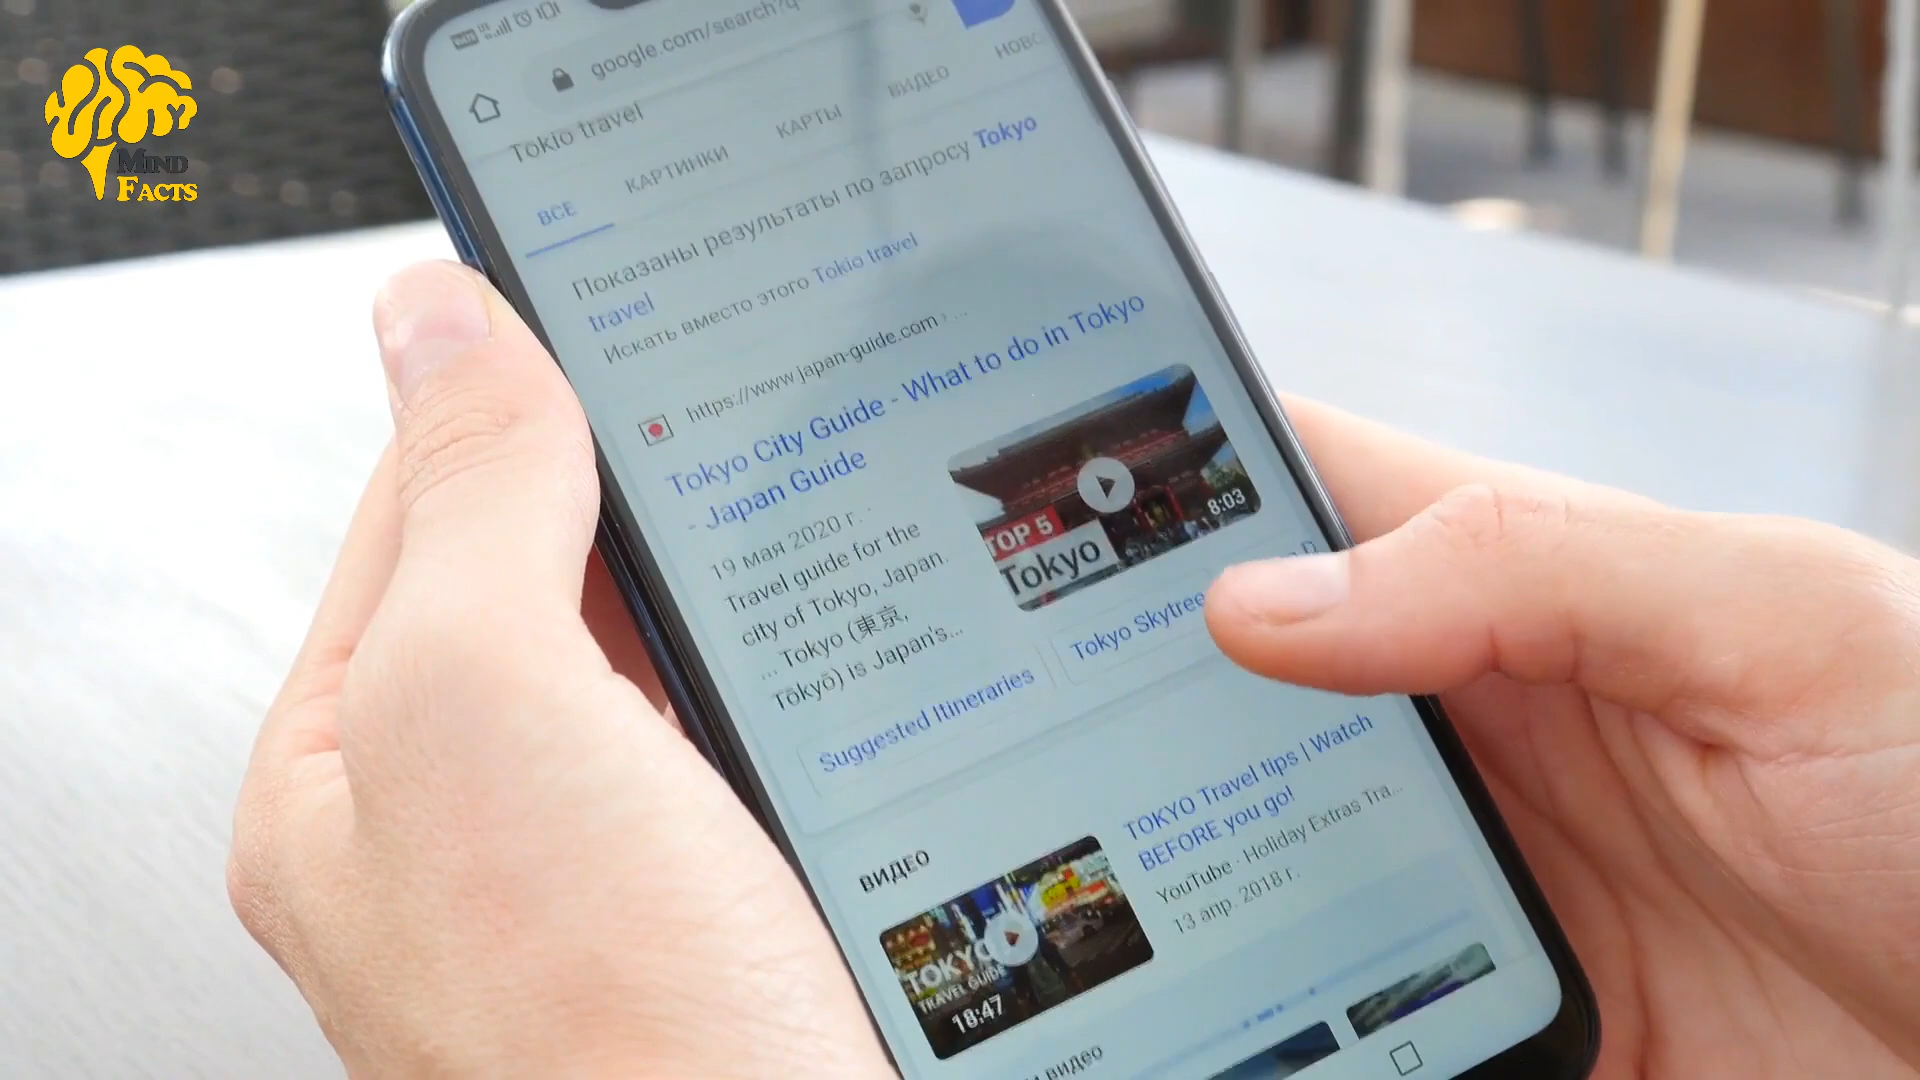 MIND
FACTS
google.com/search?q
Tokio travel
ВСЕ
КАРТИНКИ
КАРТЫ
ВИДЕО
НОВО
Показаны результаты по запросу Tokyo
travel
Искать вместо этого Tokio travel
https://www.japan-guide.com › ...
Tokyo City Guide - What to do in Tokyo
- Japan Guide
19 мая 2020 г. ·
Travel guide for the
city of Tokyo, Japan.
... Tokyo (東京,
Tōkyō) is Japan's...
TOP 5
Tokyo
8:03
Suggested Itineraries
Tokyo Skytree
ВИДЕО
TOKYO
TRAVEL GUIDE
18:47
TOKYO Travel tips | Watch
BEFORE you go!
YouTube · Holiday Extras Tra...
13 апр. 2018 г.
видео